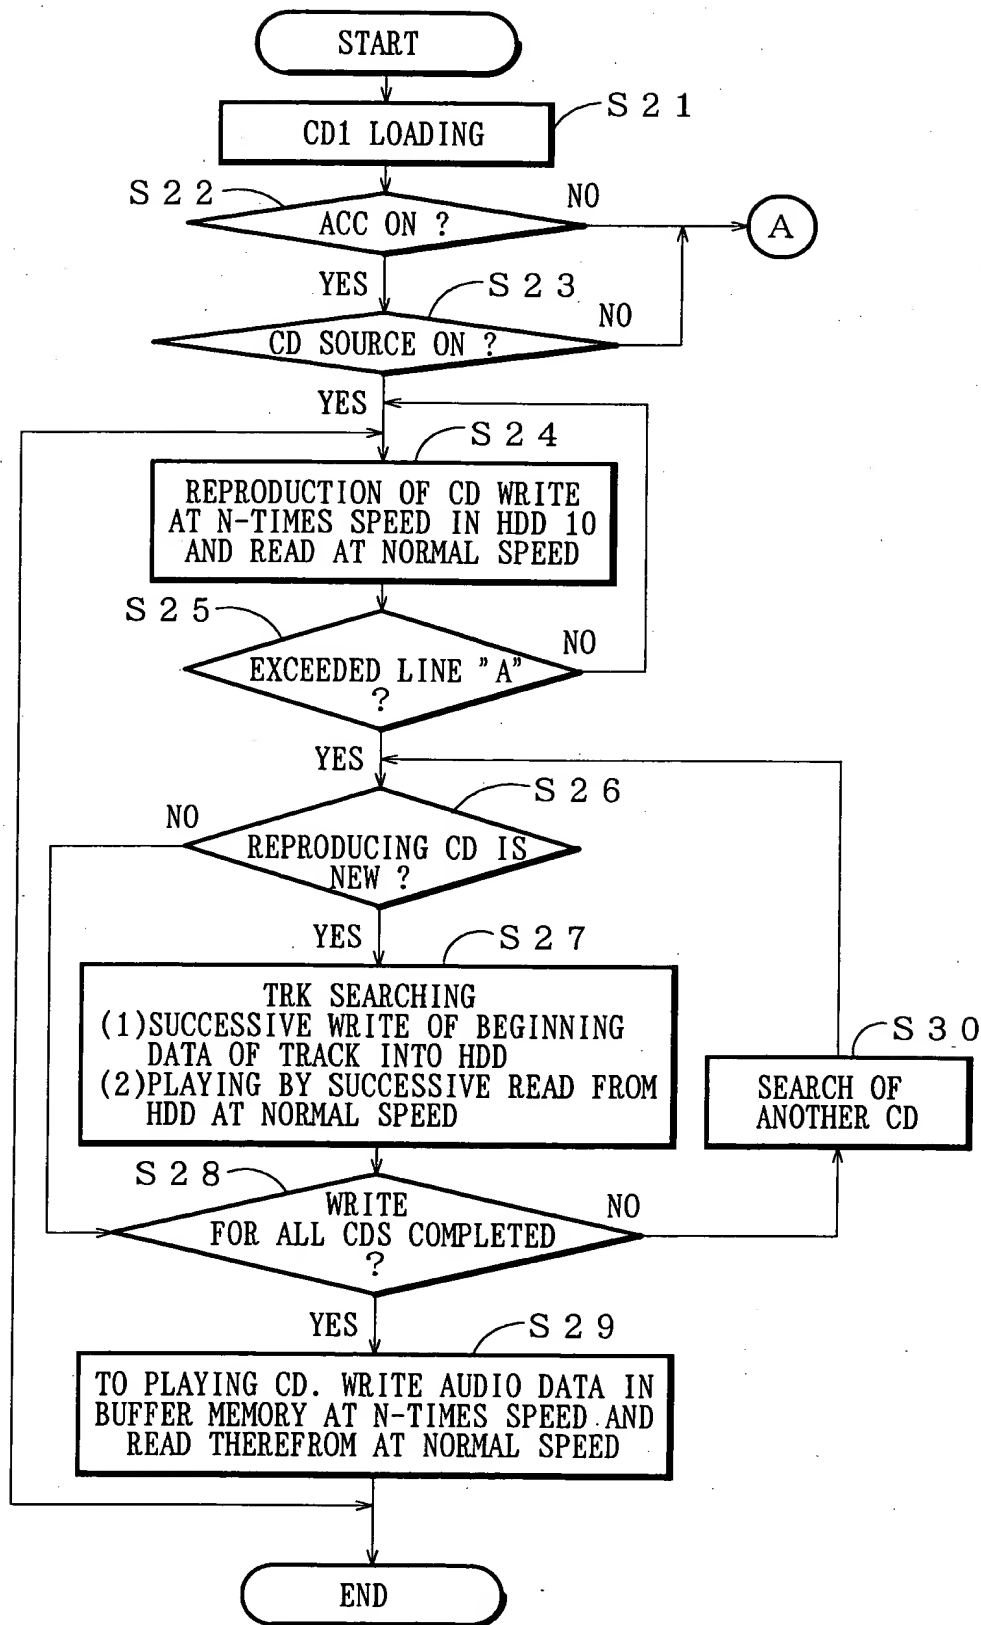 START
S21
CD1 LOADING
S22
NO
ACC ON ?
A
YES
S23
NO
CD SOURCE ON ?
YES
S24
REPRODUCTION OF CD WRITE
AT N-TIMES SPEED IN HDD 10
AND READ AT NORMAL SPEED
S25
NO
EXCEEDED LINE "A"
?
YES
S26
NO
REPRODUCING CD IS
NEW ?
YES
S27
TRK SEARCHING
(1)SUCCESSIVE WRITE OF BEGINNING
DATA OF TRACK INTO HDD
(2)PLAYING BY SUCCESSIVE READ FROM
HDD AT NORMAL SPEED
S30
SEARCH OF
ANOTHER CD
S28
WRITE
NO
FOR ALL CDS COMPLETED
?
YES
S29
TO PLAYING CD. WRITE AUDIO DATA IN
BUFFER MEMORY AT N-TIMES SPEED AND
READ THEREFROM AT NORMAL SPEED
END